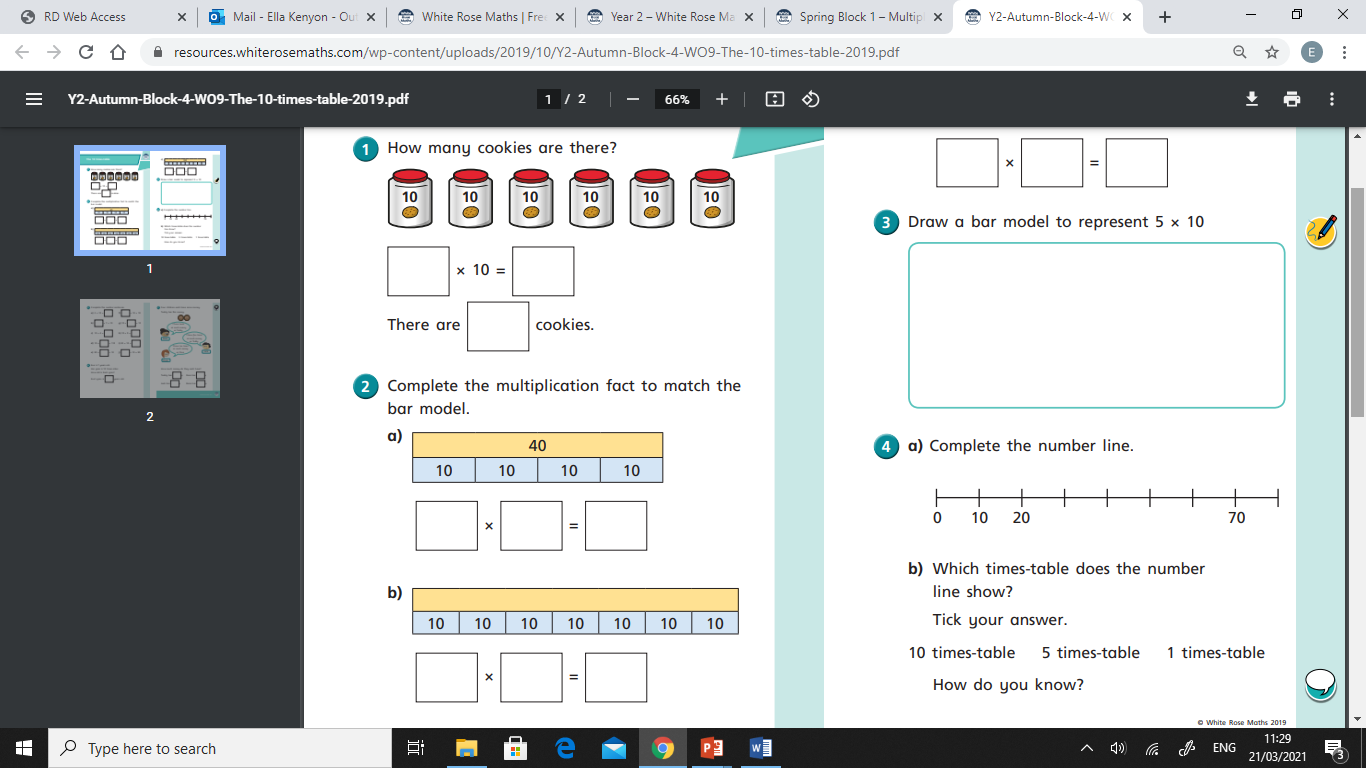 RD Web Access
Mail - Ella Kenyon - Out
White Rose Maths | Free
Year 2 – White Rose Ma
Spring Block 1 – Multipl
Y2-Autumn-Block-4-WO
resources.whiterosemaths.com/wp-content/uploads/2019/10/Y2-Autumn-Block-4-WO9-The-10-times-table-2019.pdf
E
Y2-Autumn-Block-4-WO9-The-10-times-table-2019.pdf
1 / 2
66%
1
2
1 How many cookies are there?
10 10 10 10 10 10
× 10 =
There are cookies.
2 Complete the multiplication fact to match the
bar model.
a)
40
10 10 10 10
× =
b)
10 10 10 10 10 10 10
× =
× =
3 Draw a bar model to represent 5 × 10
4 a) Complete the number line.
0 10 20 70
b) Which times-table does the number
line show?
Tick your answer.
10 times-table 5 times-table 1 times-table
How do you know?
© White Rose Maths 2019
Type here to search
ENG
11:29
21/03/2021
3